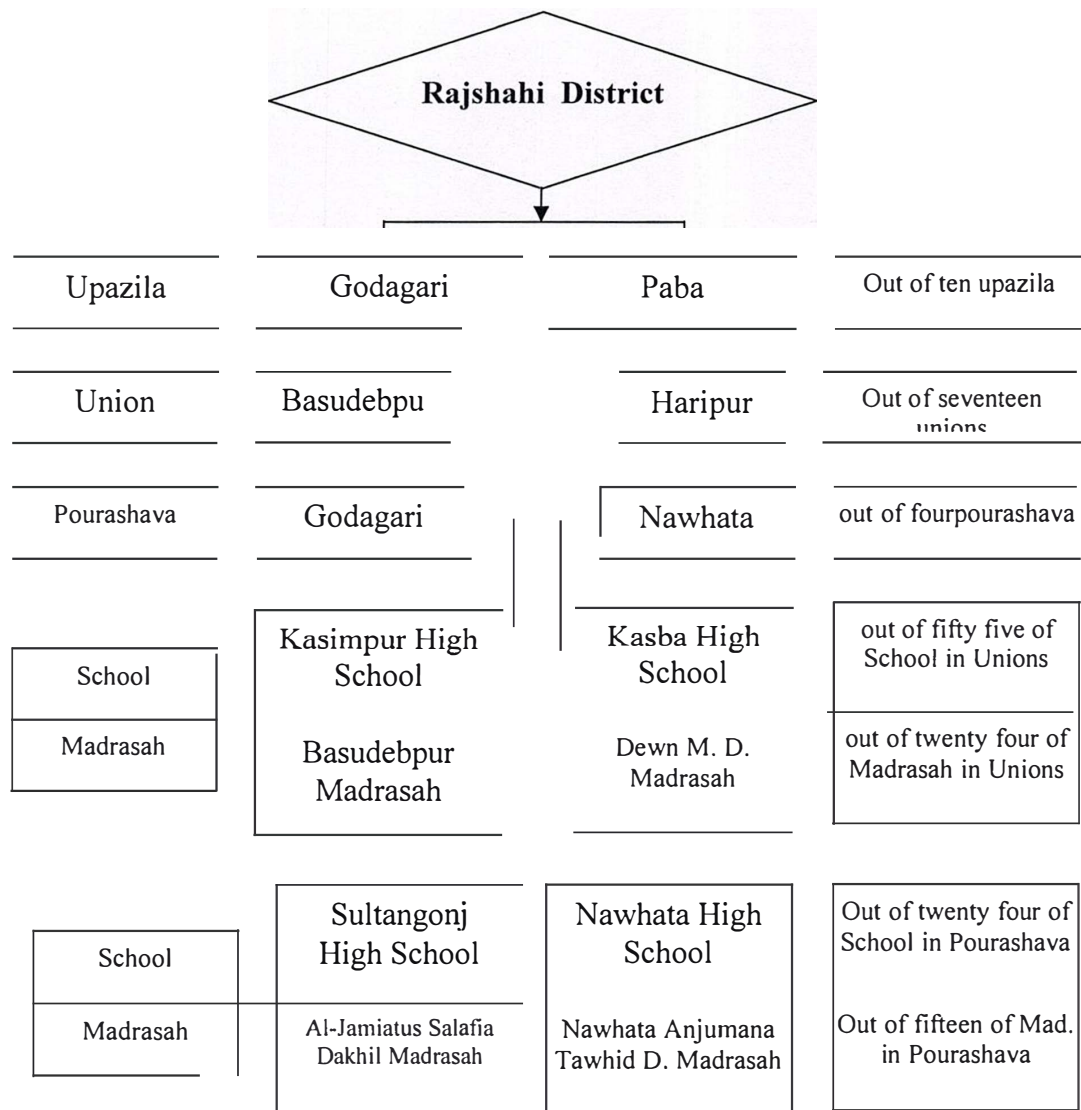 Rajshahi District
Upazila
Godagari
Paba
Out of ten upazila
Union
Basudebpu
Haripur
Out of seventeen
unions
Pourashava
Godagari
Nawhata
out of fourpourashava
School
Madrasah
Kasimpur High
School
Basudebpur
Madrasah
Kasba High
School
Dewn M. D.
Madrasah
out of fifty five of
School in Unions
out of twenty four of
Madrasah in Unions
School
Madrasah
Sultangonj
High School
Al-Jamiatus Salafia
Dakhil Madrasah
Nawhata High
School
Nawhata Anjumana
Tawhid D. Madrasah
Out of twenty four of
School in Pourashava
Out of fifteen of Mad.
in Pourashava